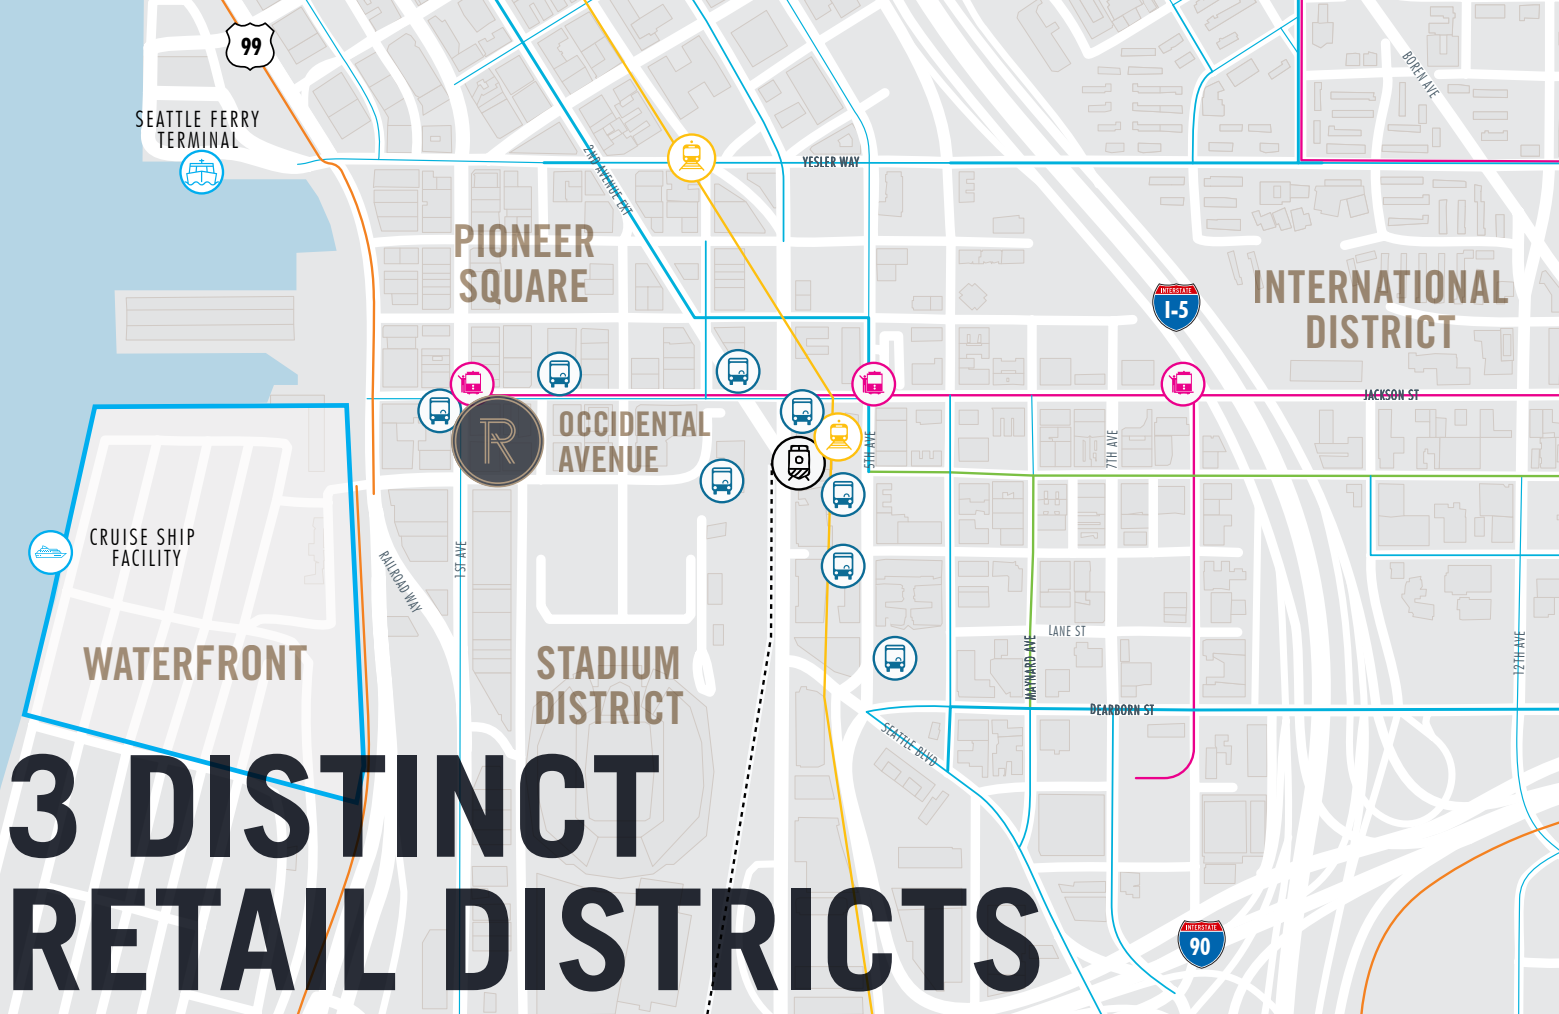 99
SEATTLE FERRY
TERMINAL
BOREN AVE
2ND AVENUE EXT
YESLER WAY
PIONEER
SQUARE
INTERSTATE
I-5
INTERNATIONAL
DISTRICT
JACKSON ST
R
OCCIDENTAL
AVENUE
5TH AVE
7TH AVE
CRUISE SHIP
FACILITY
RAILROAD WAY
1ST AVE
LANE ST
MAYNARD AVE
12TH AVE
WATERFRONT
STADIUM
DISTRICT
DEARBORN ST
SEATTLE BLVD
3 DISTINCT
RETAIL DISTRICTS
INTERSTATE
90